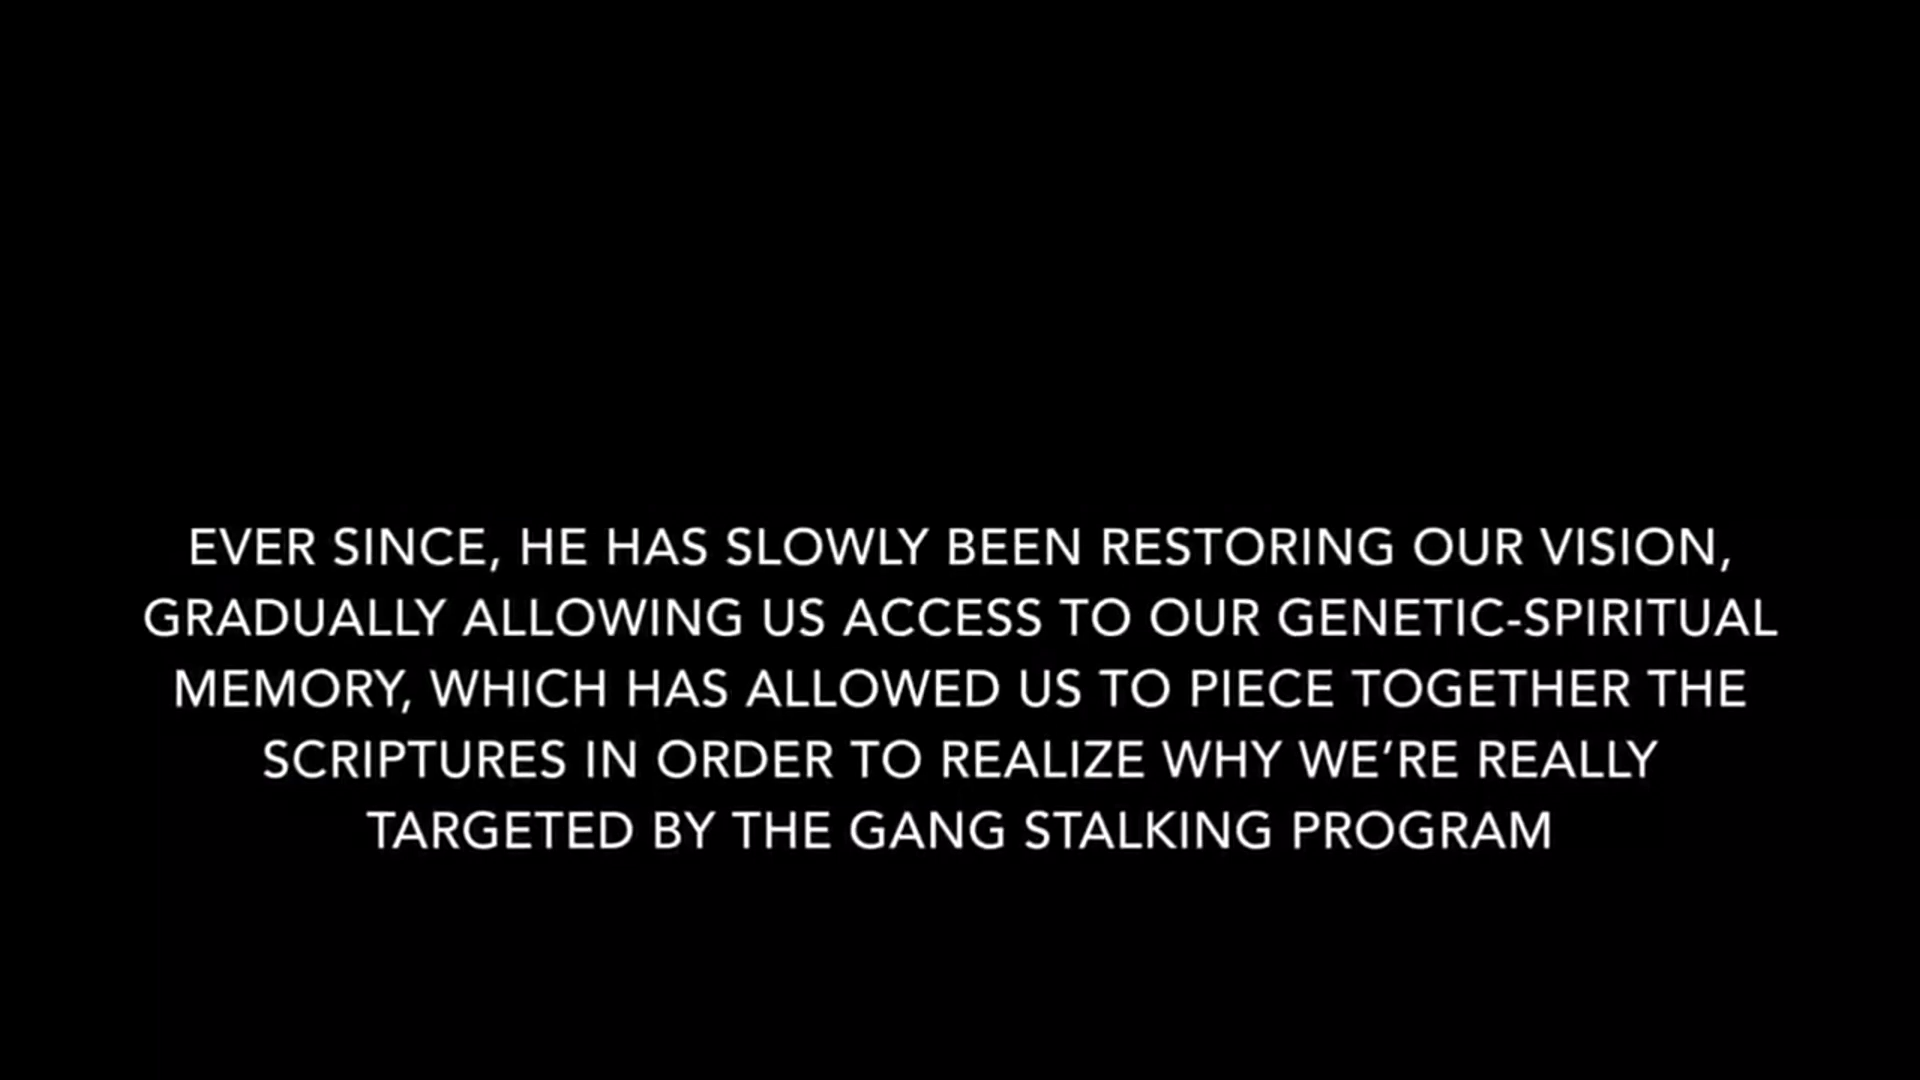 EVER SINCE, HE HAS SLOWLY BEEN RESTORING OUR VISION,
GRADUALLY ALLOWING US ACCESS TO OUR GENETIC-SPIRITUAL
MEMORY, WHICH HAS ALLOWED US TO PIECE TOGETHER THE
SCRIPTURES IN ORDER TO REALIZE WHY WE’RE REALLY
TARGETED BY THE GANG STALKING PROGRAM